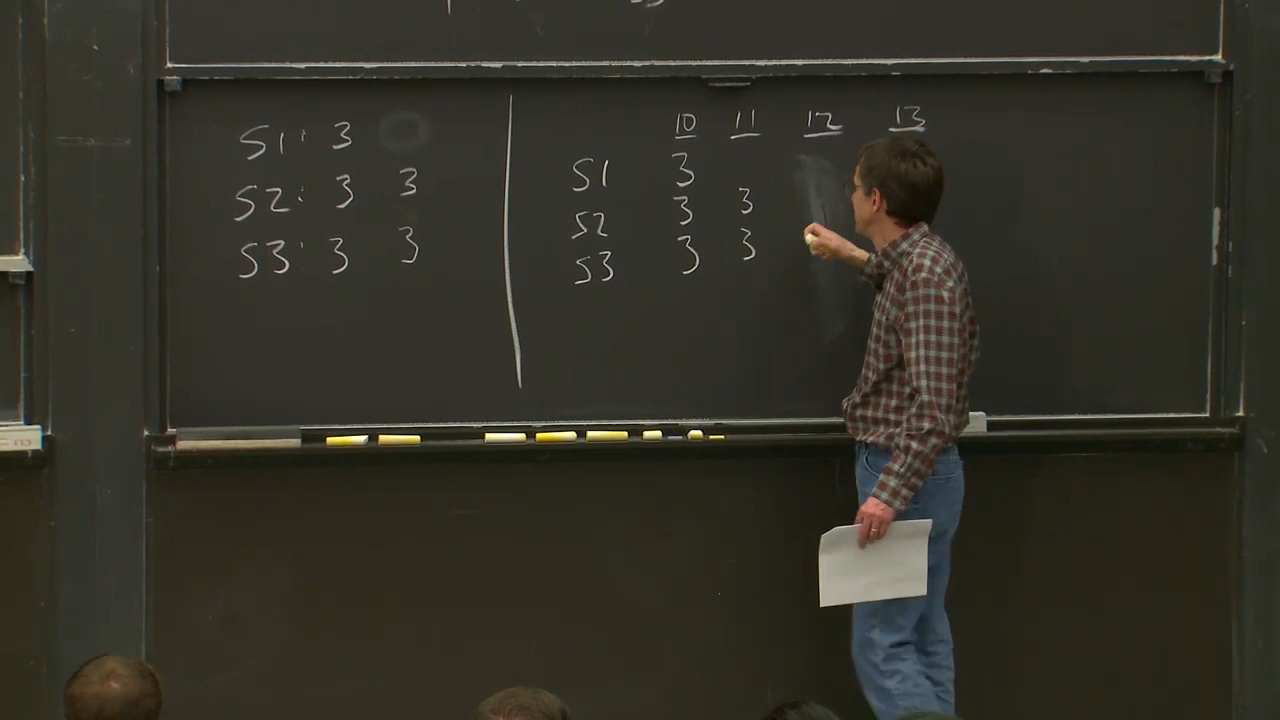 S1: 3
S2: 3 3
S3: 3 3
10 11 12 13
S1 3
S2 3 3
S3 3 3